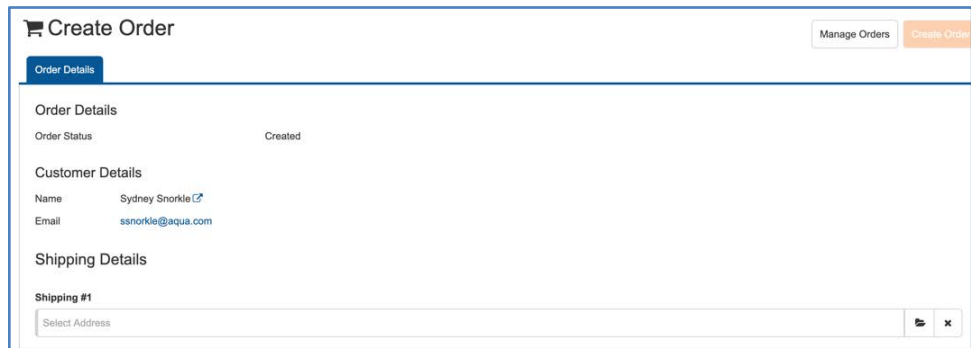 Create Order
Manage Orders Create Order
Order Details
Order Details
Order Status Created
Customer Details
Name Sydney Snorkle
Email ssnorkle@aqua.com
Shipping Details
Shipping #1
Select Address